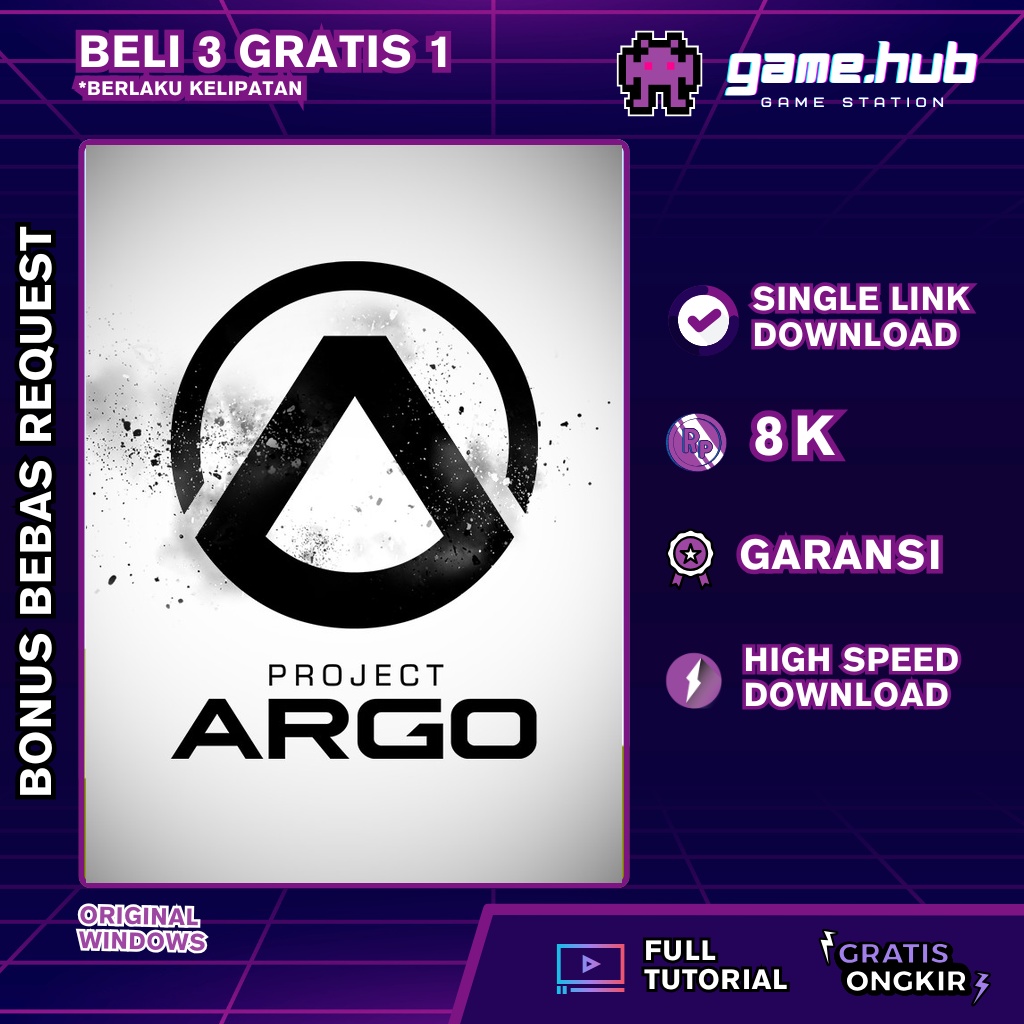 BELI 3 GRATIS 1
*BERLAKU KELIPATAN
game.hub
GAME STATION
BONUS BEBAS REQUEST
PROJECT
ARGO
SINGLE LINK
DOWNLOAD
Rp
8K
GARANSI
HIGH SPEED
DOWNLOAD
ORIGINAL
WINDOWS
FULL
TUTORIAL
GRATIS
ONGKIR